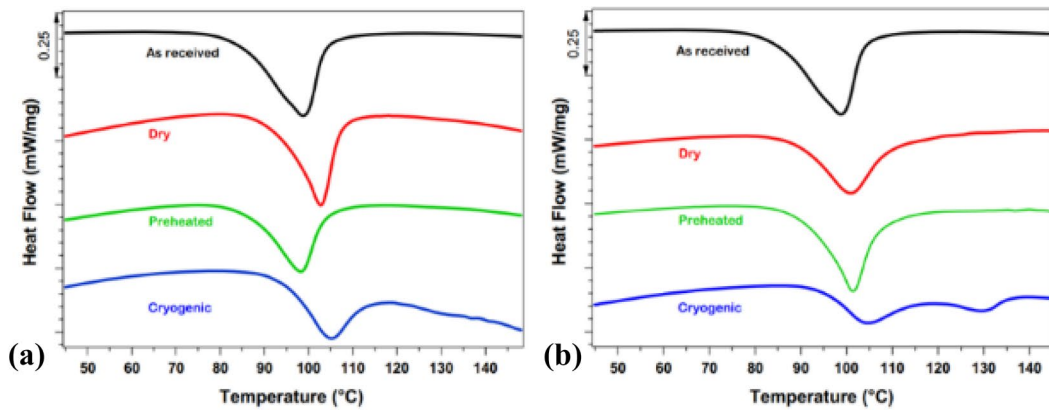 0.25
As received
Dry
Preheated
Cryogenic
Heat Flow (mW/mg)
50 60 70 80 90 100 110 120 130 140
Temperature (°C)
(a)
0.25
As received
Dry
Preheated
Cryogenic
Heat Flow (mW/mg)
50 60 70 80 90 100 110 120 130 140
Temperature (°C)
(b)